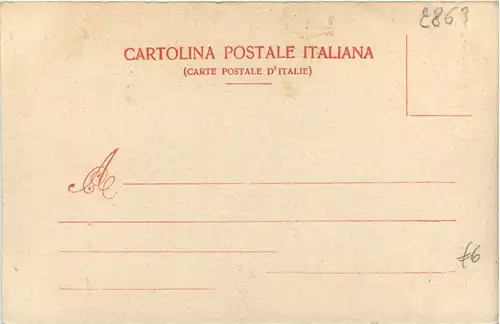 E863
CARTOLINA POSTALE ITALIANA
(CARTE POSTALE D'ITALIE)
A
£6